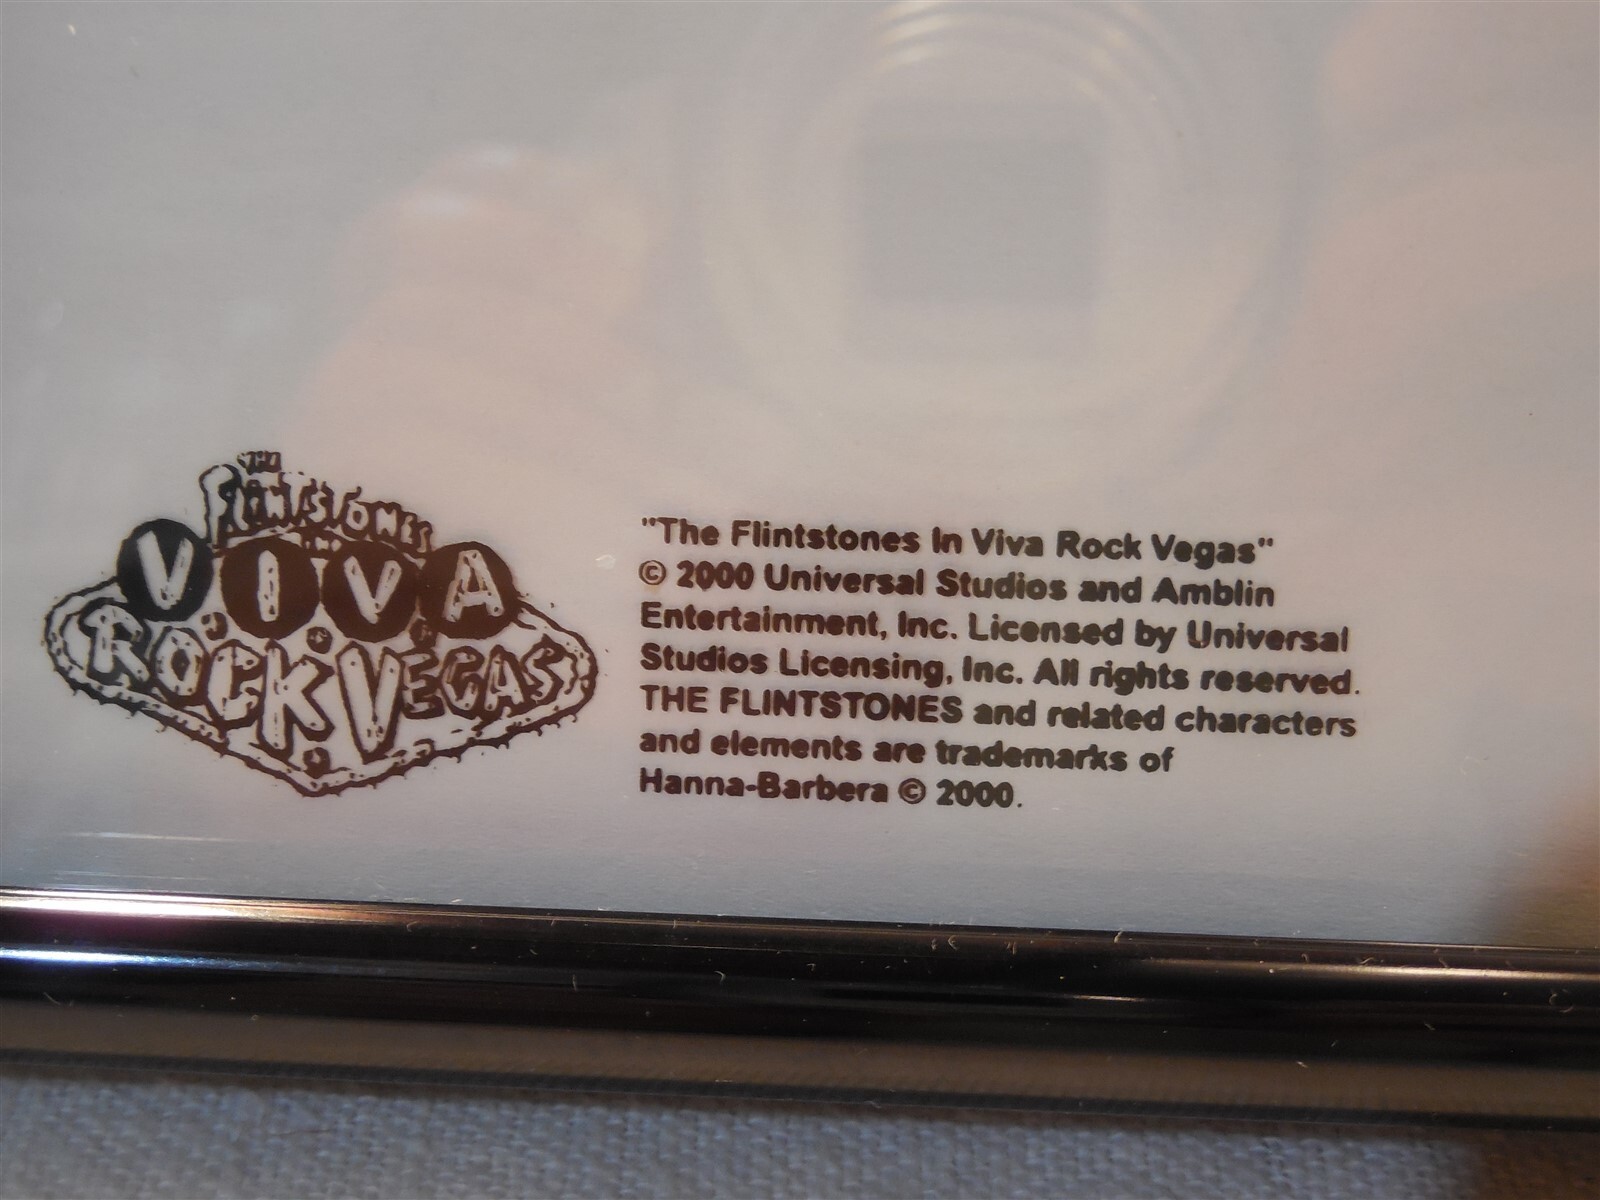 THE
FLINTSTONES
IN
VIVA
ROCK VEGAS
"The Flintstones In Viva Rock Vegas"
© 2000 Universal Studios and Amblin
Entertainment, Inc. Licensed by Universal
Studios Licensing, Inc. All rights reserved.
THE FLINTSTONES and related characters
and elements are trademarks of
Hanna-Barbera © 2000.